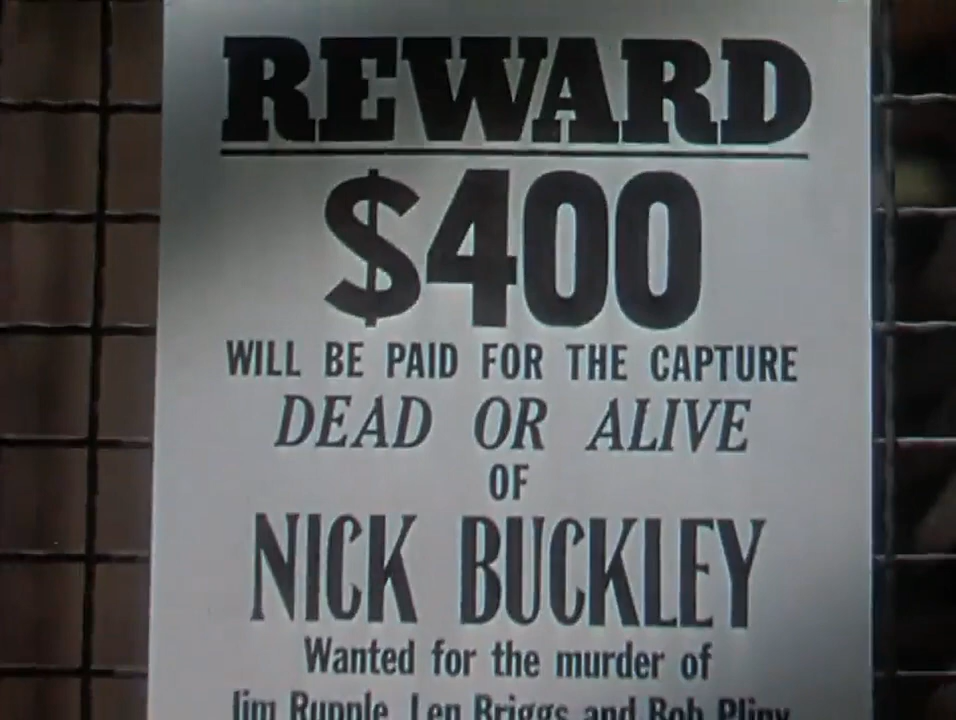 REWARD
$400
WILL BE PAID FOR THE CAPTURE
DEAD OR ALIVE
OF
NICK BUCKLEY
Wanted for the murder of
Jim Rupple, Len Briggs and Bob Pliny